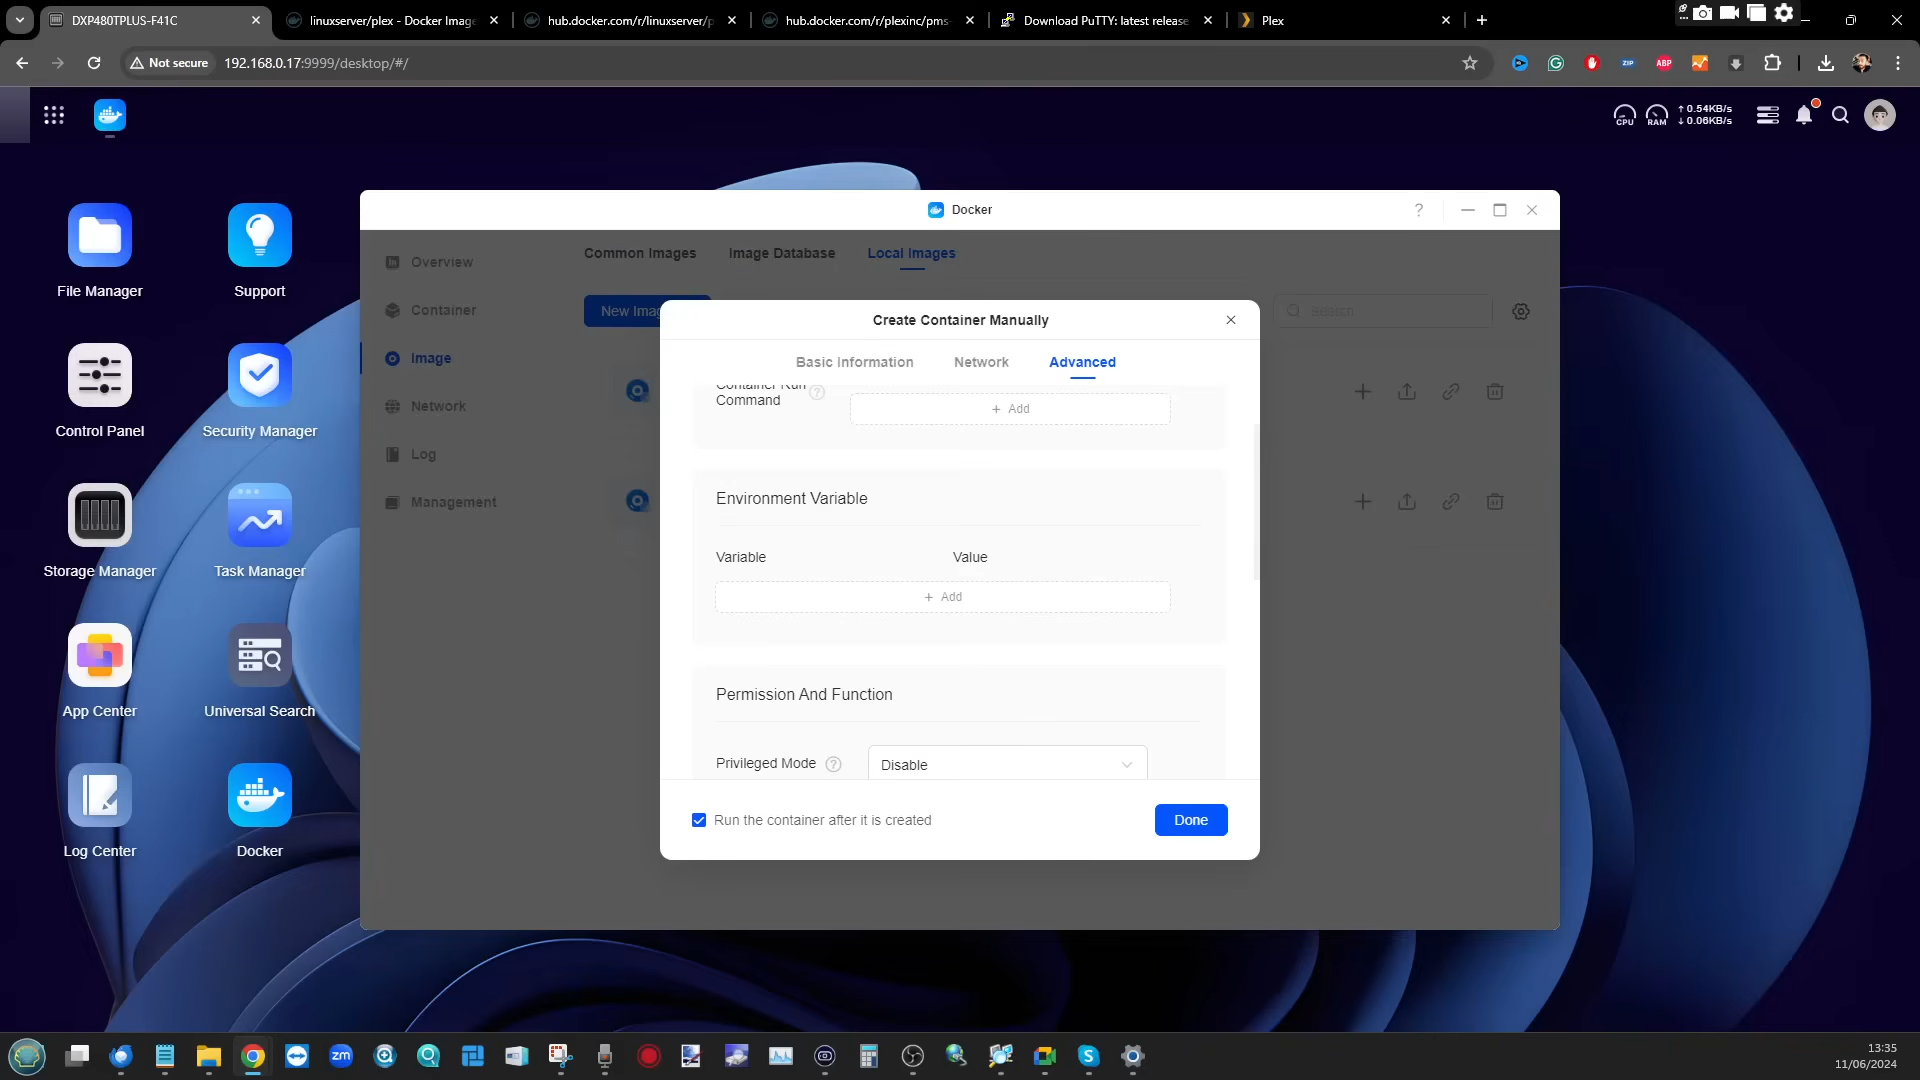 DXP480TPLUS-F41C
linuxserver/plex - Docker Image
hub.docker.com/r/linuxserver/p
hub.docker.com/r/plexinc/pms-
Download PuTTY: latest release
Plex
Not secure
192.168.0.17:9999/desktop/#/
ZIP
ABP
CPU
RAM
↑ 0.54KB/s
↓ 0.06KB/s
File Manager
Support
Control Panel
Security Manager
Storage Manager
Task Manager
App Center
Universal Search
Log Center
Docker
Docker
?
Overview
Container
Image
Network
Log
Management
Common Images
Image Database
Local Images
New Imag
Search
Create Container Manually
Basic Information
Network
Advanced
Container Run
Command
?
+ Add
Environment Variable
Variable
Value
+ Add
Permission And Function
Privileged Mode
?
Disable
Run the container after it is created
Done
zm
13:35
11/06/2024